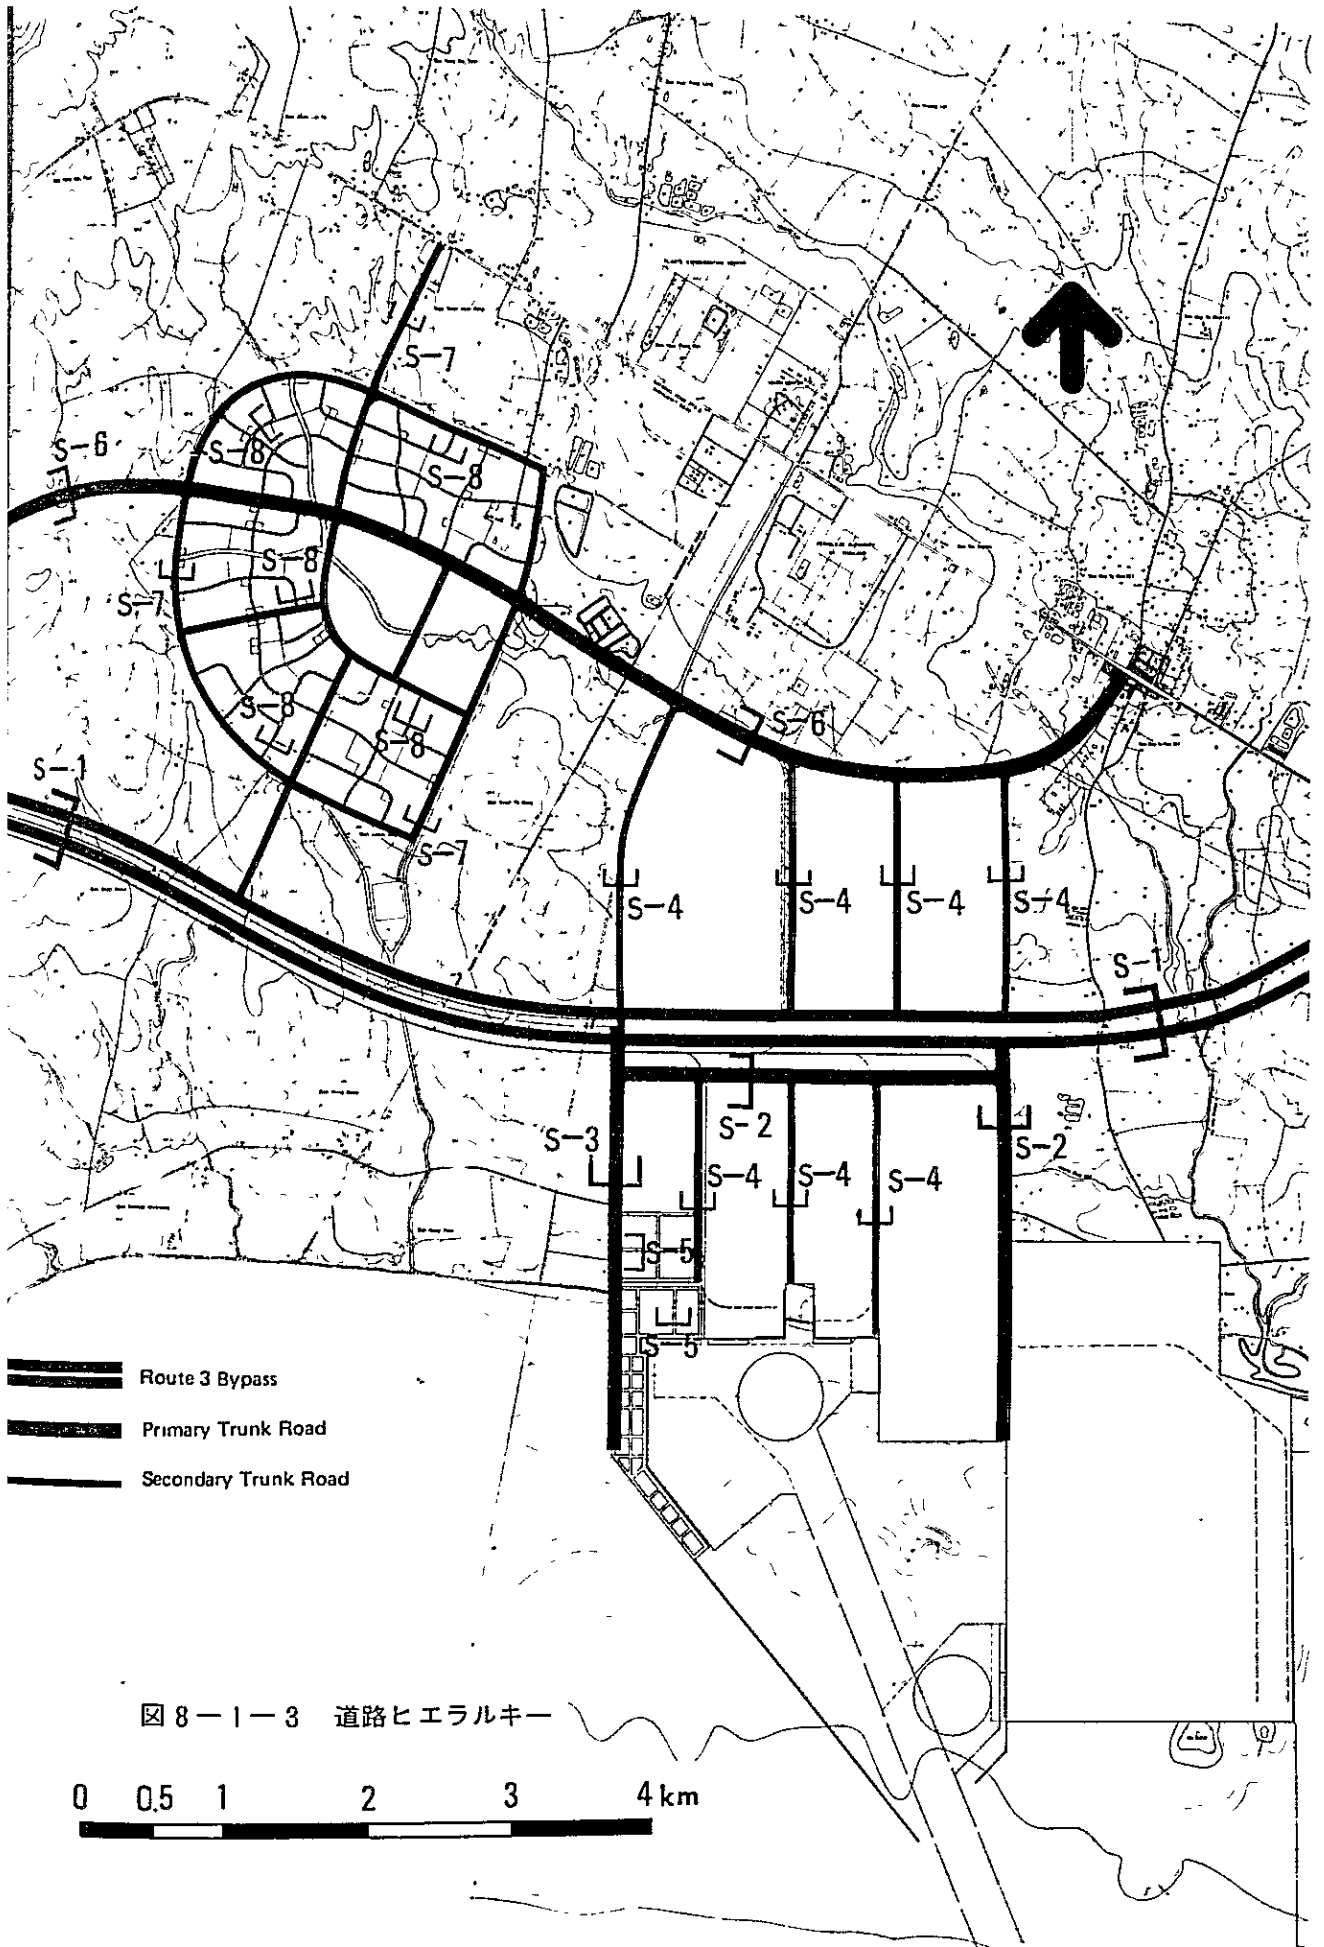 S-7
S-6
S-8
S-8
S-8
S-7
S-8
S-8
S-6
S-1
S-7
S-4
S-4
S-4
S-4
S-1
S-3
S-2
S-2
S-4
S-4
S-4
S-5
S-5
Route 3 Bypass
Primary Trunk Road
Secondary Trunk Road
図 8-1-3 道路ヒエラルキー
0 0.5 1 2 3 4 km